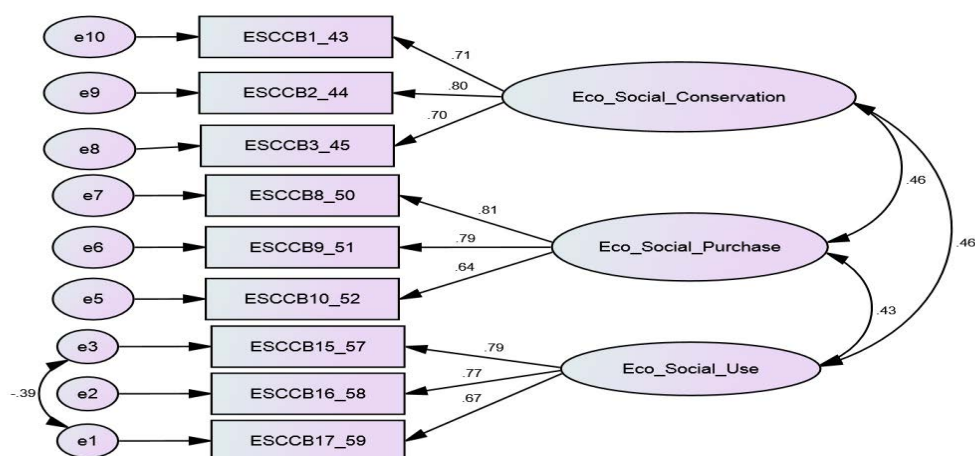 e10
ESCCB1_43
.71
e9
ESCCB2_44
.80
Eco_Social_Conservation
e8
ESCCB3_45
.70
e7
ESCCB8_50
.81
.46
e6
ESCCB9_51
.79
Eco_Social_Purchase
.46
e5
ESCCB10_52
.64
.43
e3
ESCCB15_57
.79
-.39
e2
ESCCB16_58
.77
Eco_Social_Use
e1
ESCCB17_59
.67